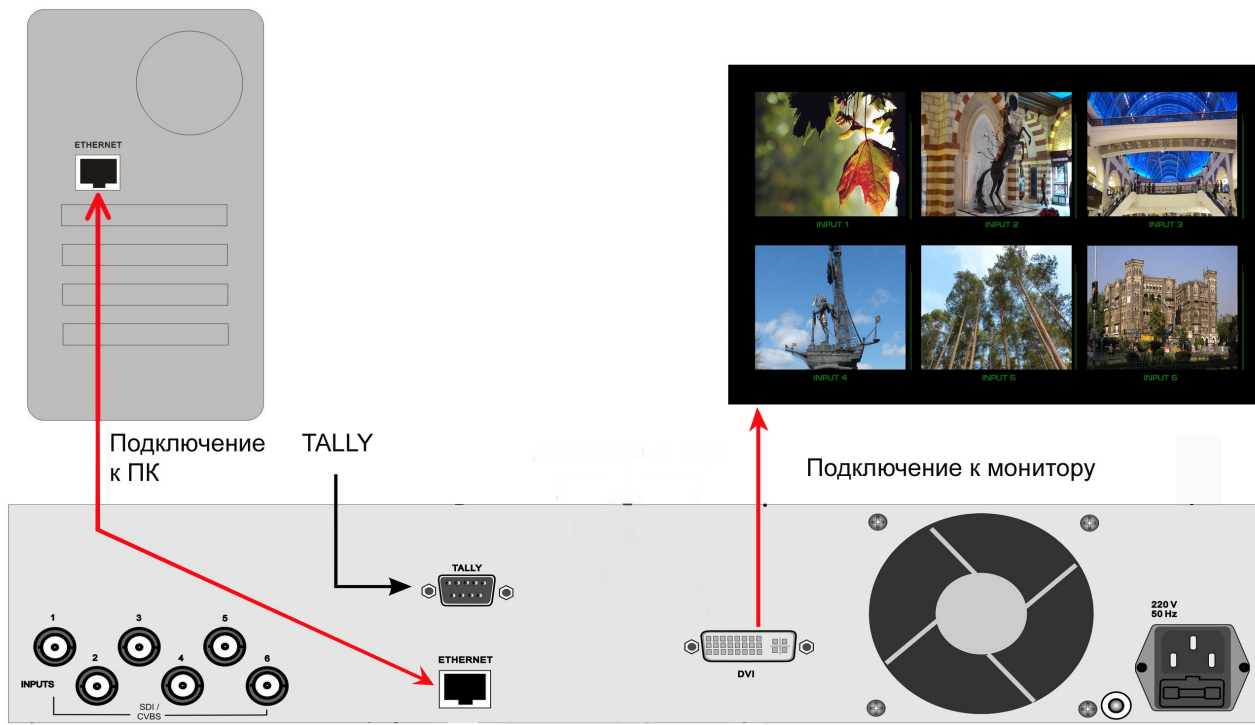 ETHERNET
INPUT 1
INPUT 2
INPUT 3
INPUT 4
INPUT 5
INPUT 6
Подключение
к ПК
TALLY
Подключение к монитору
TALLY
1
3
5
2
4
6
INPUTS
SDI /
CVBS
ETHERNET
DVI
220 V
50 Hz